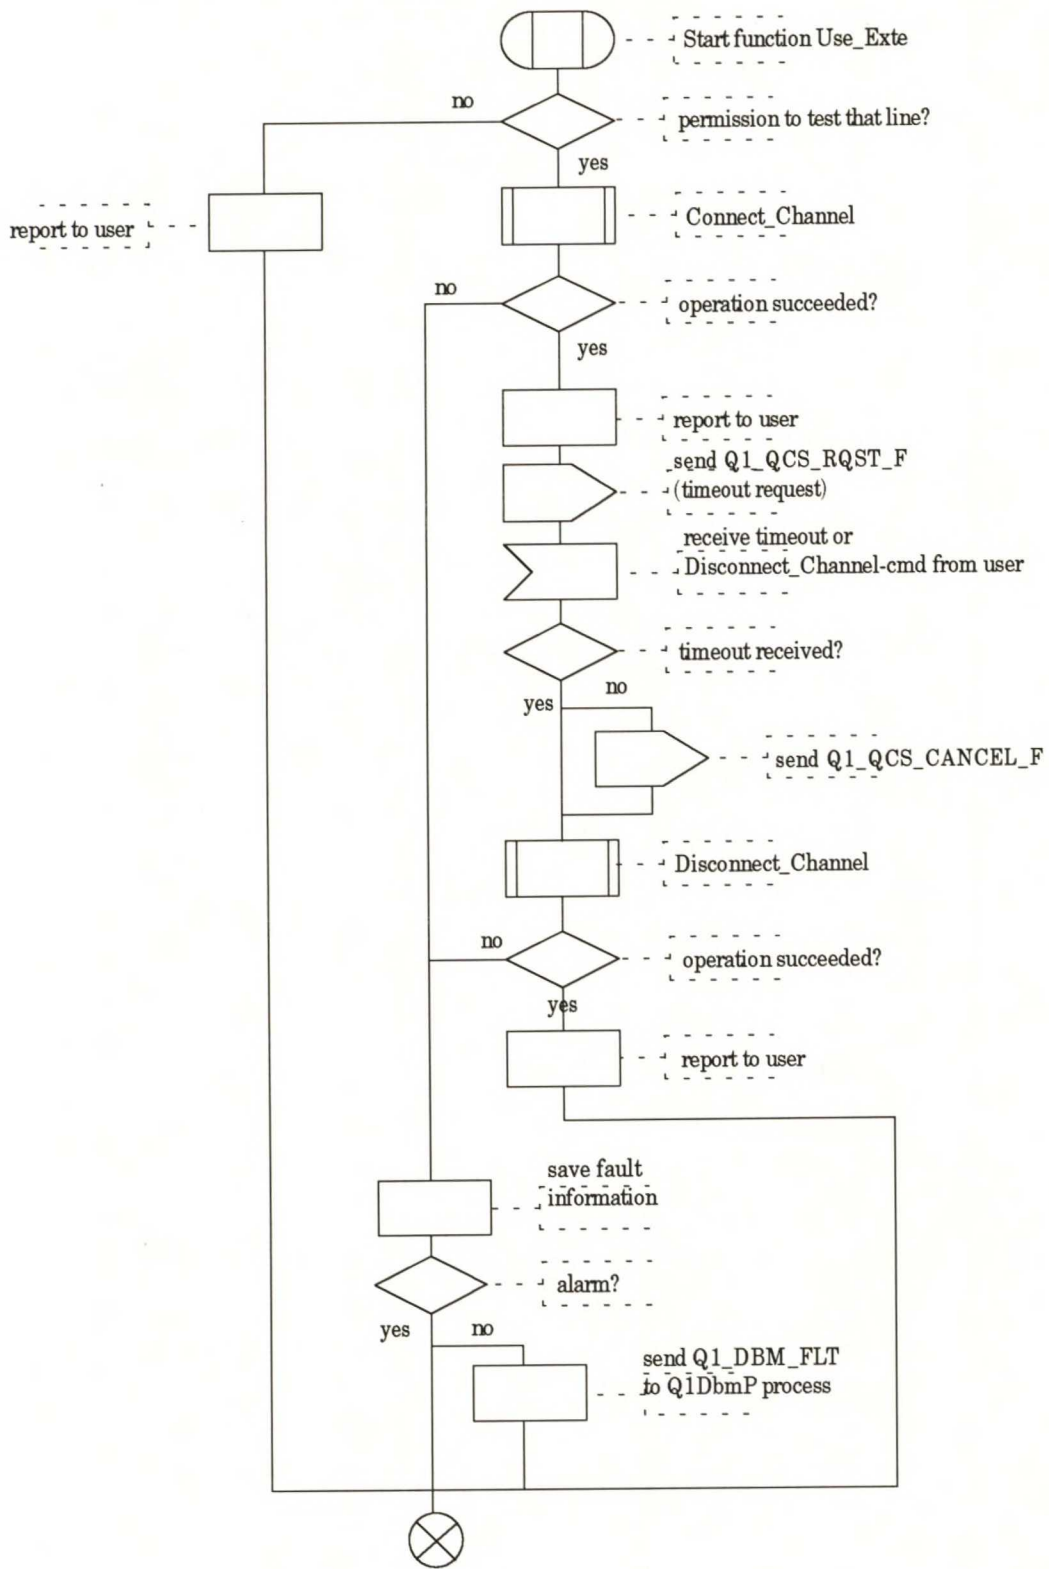 Start function Use_Exte
no
permission to test that line?
yes
report to user
Connect_Channel
no
operation succeeded?
yes
report to user
send Q1_QCS_RQST_F
(timeout request)
receive timeout or
Disconnect_Channel-cmd from user
timeout received?
yes
no
send Q1_QCS_CANCEL_F
Disconnect_Channel
no
operation succeeded?
yes
report to user
save fault
information
alarm?
yes
no
send Q1_DBM_FLT
to Q1DbmP process